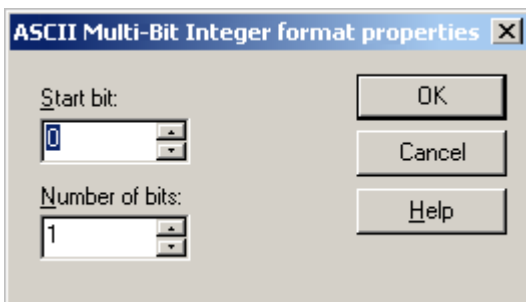 ASCII Multi-Bit Integer format properties
Start bit:
0
OK
Cancel
Number of bits:
1
Help